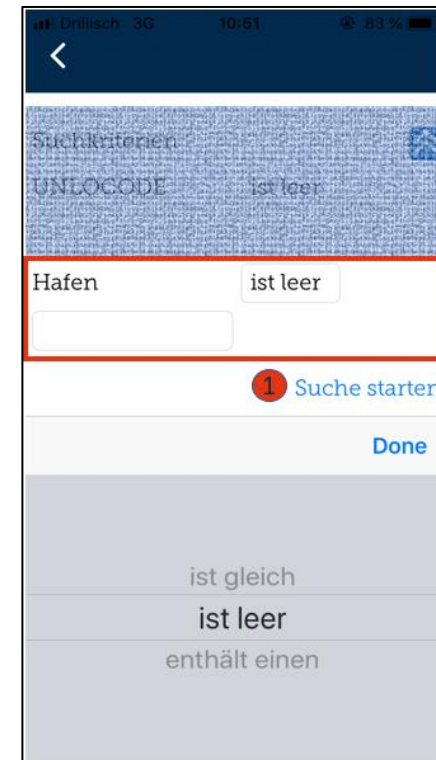 Drillisch 3G 10:51 83 %
Suchkriterien
UNLOCODE ist leer
Hafen ist leer
1 Suche starten
Done
ist gleich
ist leer
enthält einen